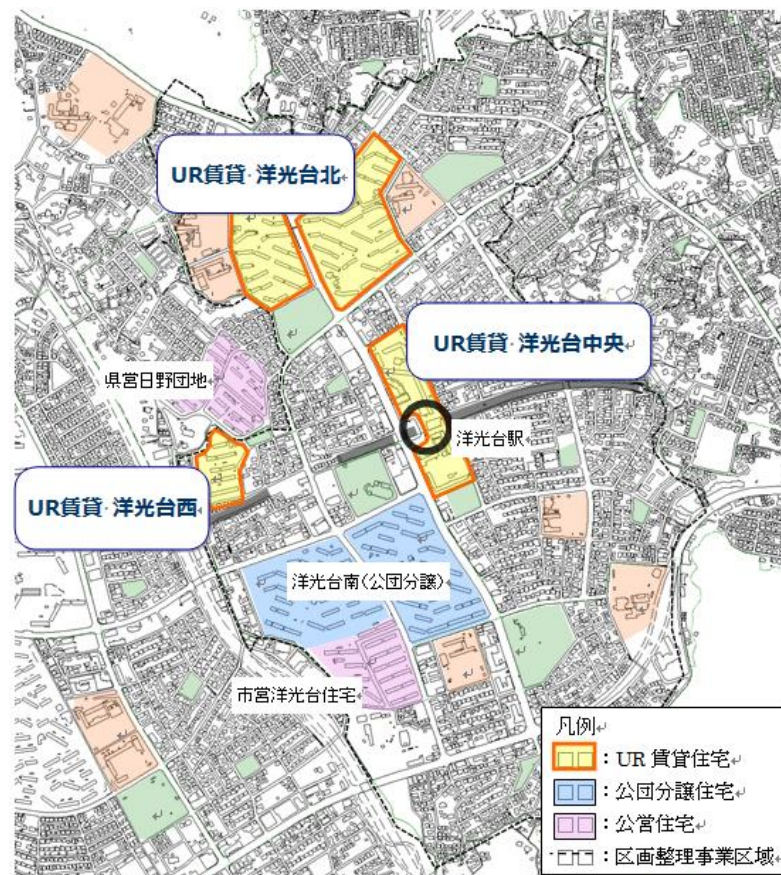 UR賃貸･洋光台北
UR賃貸･洋光台中央
県営日野団地
洋光台駅
UR賃貸･洋光台西
洋光台南(公団分譲)
市営洋光台住宅
凡例
：UR 賃貸住宅
：公団分譲住宅
：公営住宅
：区画整理事業区域